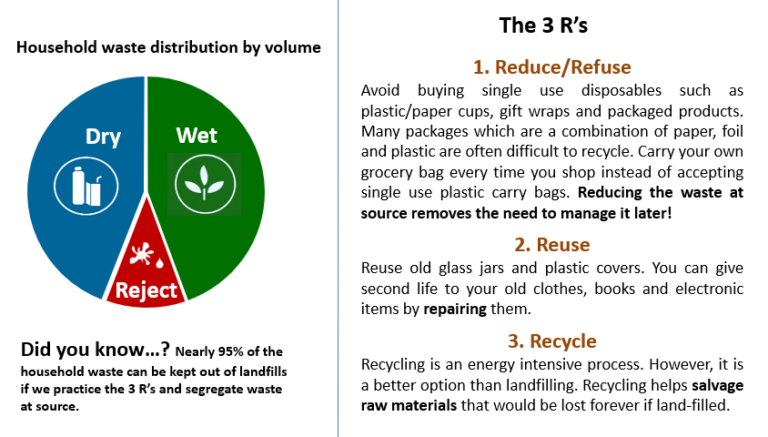 Household waste distribution by volume
Dry
Wet
Reject
Did you know...? Nearly 95% of the
household waste can be kept out of landfills
if we practice the 3 R’s and segregate waste
at source.
The 3 R’s
1. Reduce/Refuse
Avoid buying single use disposables such as
plastic/paper cups, gift wraps and packaged products.
Many packages which are a combination of paper, foil
and plastic are often difficult to recycle. Carry your own
grocery bag every time you shop instead of accepting
single use plastic carry bags. Reducing the waste at
source removes the need to manage it later!
2. Reuse
Reuse old glass jars and plastic covers. You can give
second life to your old clothes, books and electronic
items by repairing them.
3. Recycle
Recycling is an energy intensive process. However, it is
a better option than landfilling. Recycling helps salvage
raw materials that would be lost forever if land-filled.